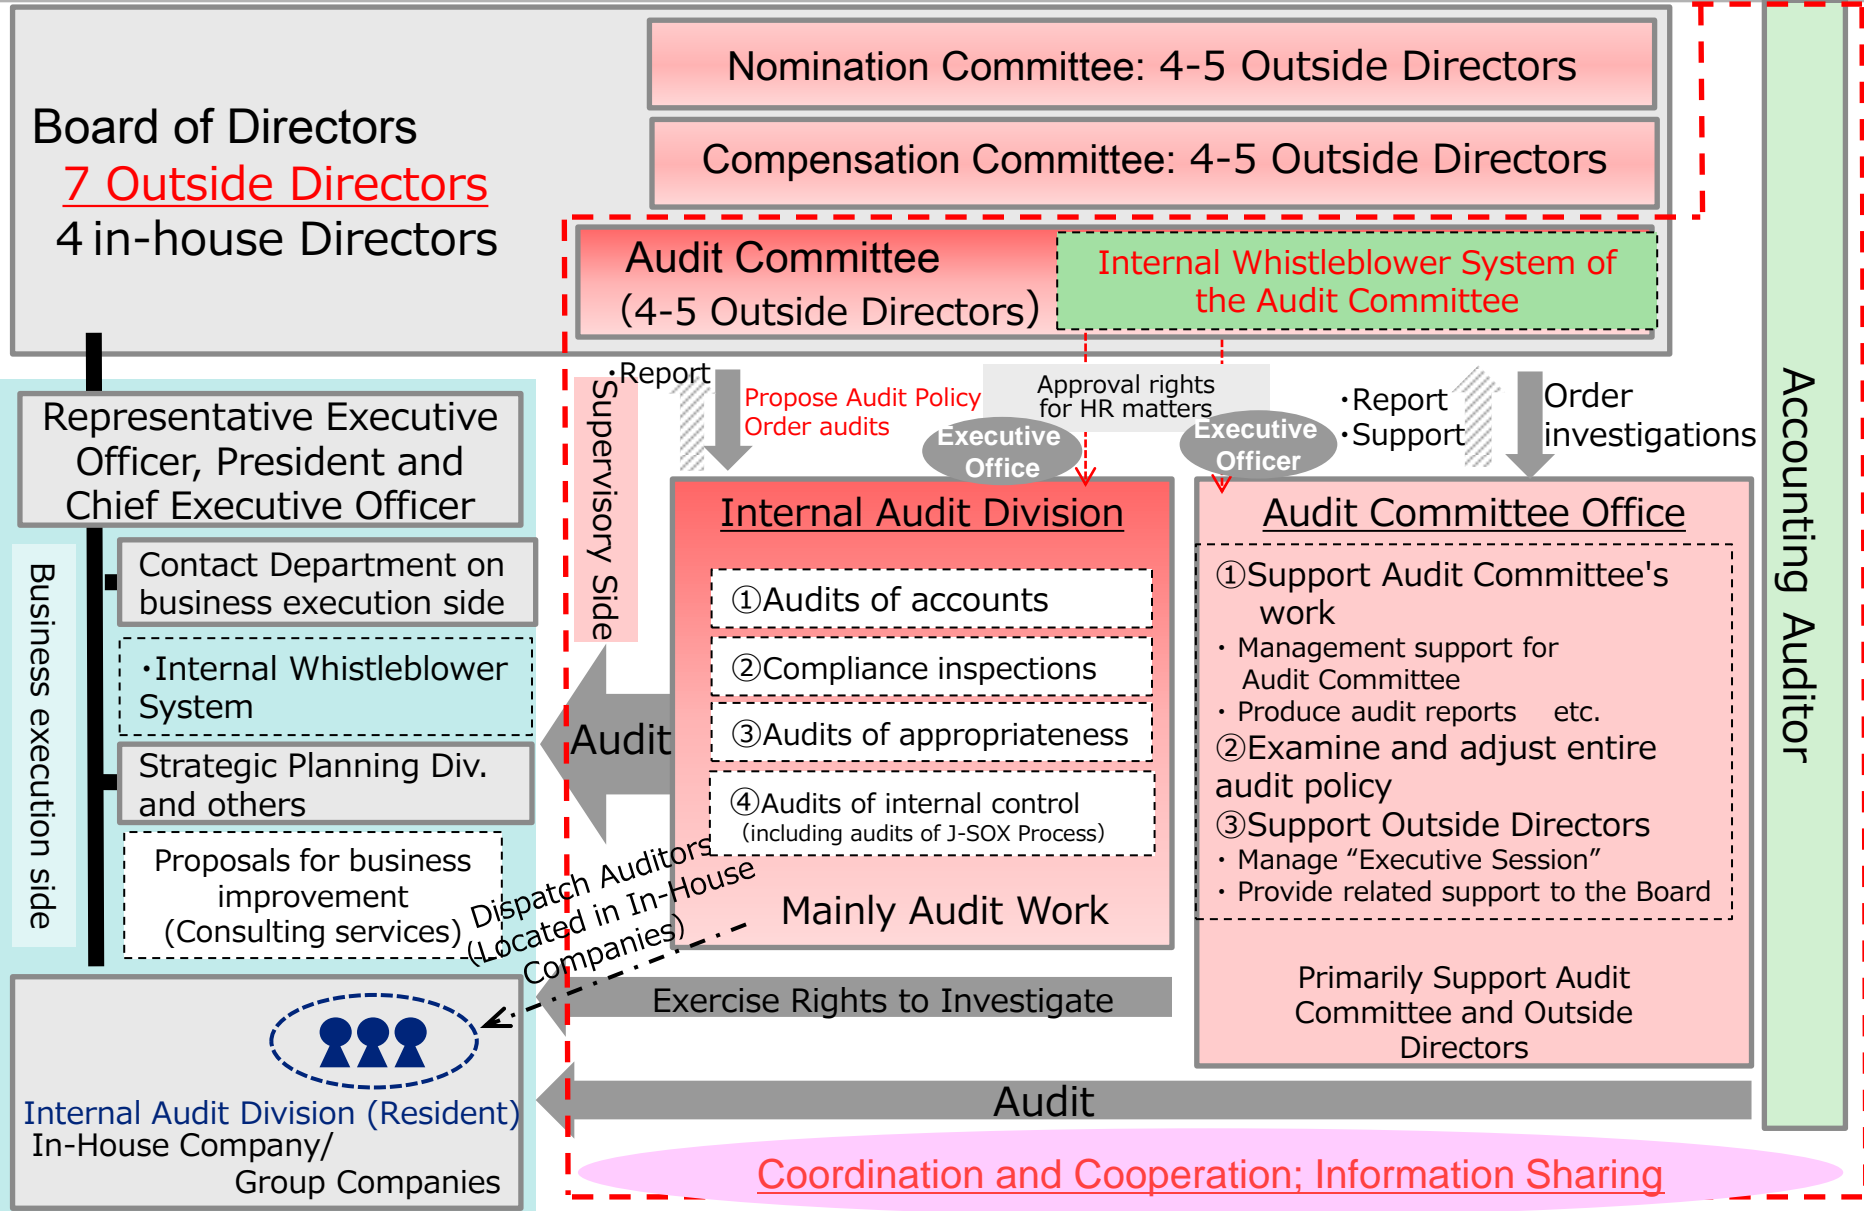 Board of Directors
7 Outside Directors
4 in-house Directors
Nomination Committee: 4-5 Outside Directors
Compensation Committee: 4-5 Outside Directors
Audit Committee
(4-5 Outside Directors)
Internal Whistleblower System of
the Audit Committee
・Report
Propose Audit Policy
Order audits
Approval rights
for HR matters
Executive
Office
Executive
Officer
・Report
・Support
Order
investigations
Accounting Auditor
Supervisory Side
Representative Executive
Officer, President and
Chief Executive Officer
Business execution side
Contact Department on
business execution side
・Internal Whistleblower
System
Strategic Planning Div.
and others
Proposals for business
improvement
(Consulting services)
Audit
Internal Audit Division
①Audits of accounts
②Compliance inspections
③Audits of appropriateness
④Audits of internal control
(including audits of J-SOX Process)
Mainly Audit Work
Dispatch Auditors
(Located in In-House
Companies)
Audit Committee Office
①Support Audit Committee's
work
・Management support for
Audit Committee
・Produce audit reports etc.
②Examine and adjust entire
audit policy
③Support Outside Directors
・Manage “Executive Session”
・Provide related support to the Board
Primarily Support Audit
Committee and Outside
Directors
Exercise Rights to Investigate
Audit
Internal Audit Division (Resident)
In-House Company/
Group Companies
Coordination and Cooperation; Information Sharing